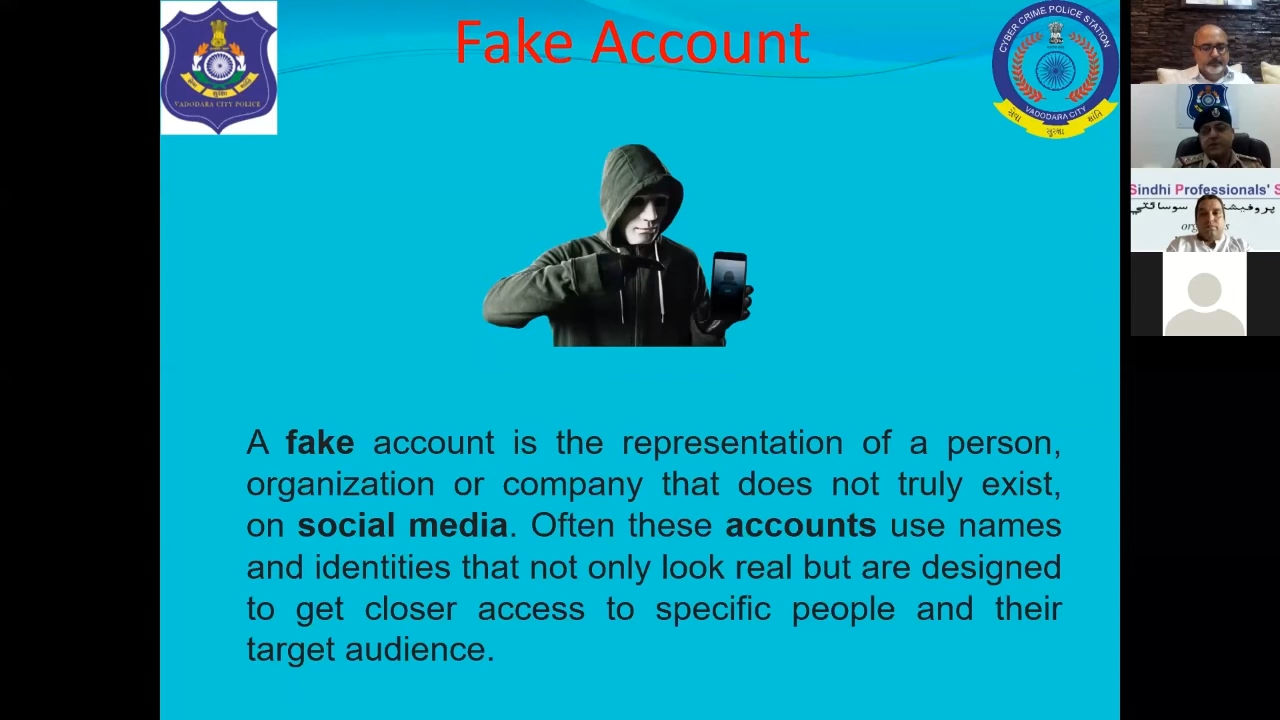 Fake Account
VADODARA CITY POLICE
CYBER CRIME POLICE STATION
VADODARA CITY
સેવા સુરક્ષા શાંતિ
A fake account is the representation of a person,
organization or company that does not truly exist,
on social media. Often these accounts use names
and identities that not only look real but are designed
to get closer access to specific people and their
target audience.
Sindhi Professionals' S